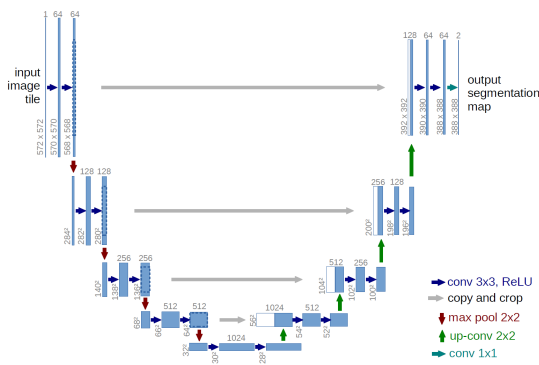 1 64 64
128 64 64 2
input
image
tile
output
segmentation
map
572 x 572
570 x 570
568 x 568
392 x 392
390 x 390
388 x 388
388 x 388
128 128
256 128
284²
282²
280²
200²
198²
196²
256 256
512 256
140²
138²
136²
104²
102²
100²
512 512
1024 512
68²
66²
64²
56²
54²
52²
1024
32²
30²
28²
conv 3x3, ReLU
copy and crop
max pool 2x2
up-conv 2x2
conv 1x1